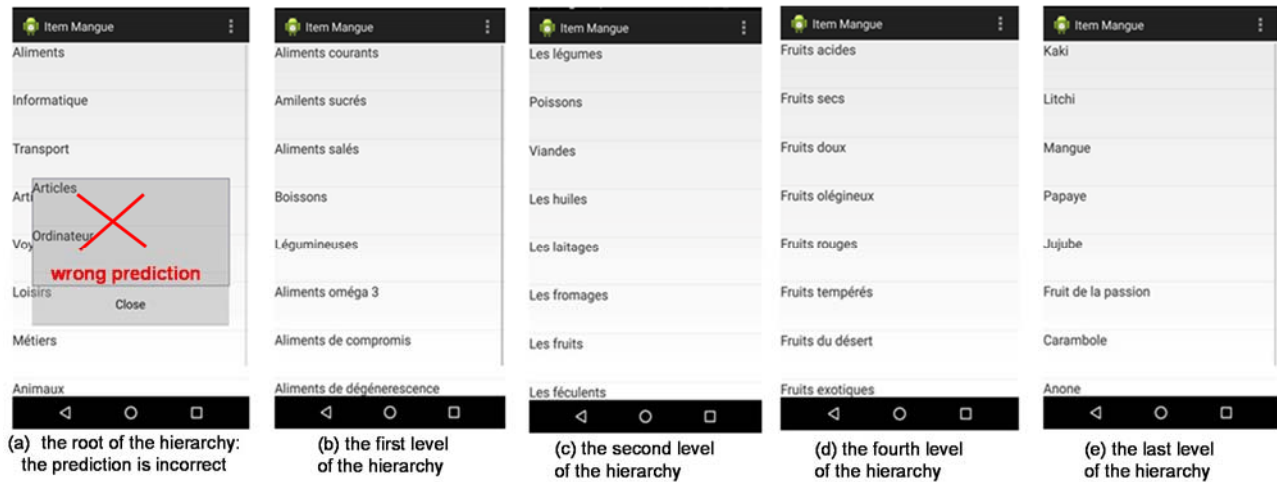 Item Mangue
Aliments
Informatique
Transport
Arti
Articles
Voy
Ordinateur
wrong prediction
Loisirs
Close
Métiers
Animaux
(a) the root of the hierarchy:
the prediction is incorrect
Item Mangue
Aliments courants
Amilents sucrés
Aliments salés
Boissons
Légumineuses
Aliments oméga 3
Aliments de compromis
Aliments de dégénerescence
(b) the first level
of the hierarchy
Item Mangue
Les légumes
Poissons
Viandes
Les huiles
Les laitages
Les fromages
Les fruits
Les féculents
(c) the second level
of the hierarchy
Item Mangue
Fruits acides
Fruits secs
Fruits doux
Fruits olégineux
Fruits rouges
Fruits tempérés
Fruits du désert
Fruits exotiques
(d) the fourth level
of the hierarchy
Item Mangue
Kaki
Litchi
Mangue
Papaye
Jujube
Fruit de la passion
Carambole
Anone
(e) the last level
of the hierarchy